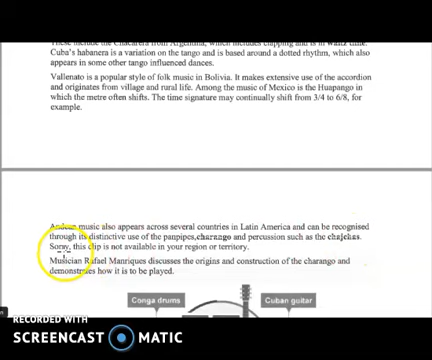 These include the Chacarera from Argentina, which includes clapping and is in waltz time.
Cuba's habanera is a variation on the tango and is based around a dotted rhythm, which also
appears in some other tango influenced dances.
Vallenato is a popular style of folk music in Bolivia. It makes extensive use of the accordion
and originates from village and rural life. Among the music of Mexico is the Huapango in
which the metre often shifts. The time signature may continually shift from 3/4 to 6/8, for
example.
Andean music also appears across several countries in Latin America and can be recognised
through its distinctive use of the panpipes,charango and percussion such as the chajchas.
Sorry, this clip is not available in your region or territory.
Musician Rafael Manriques discusses the origins and construction of the charango and
demonstrates how it is to be played.
Conga drums
Cuban guitar
RECORDED WITH
SCREENCAST MATIC